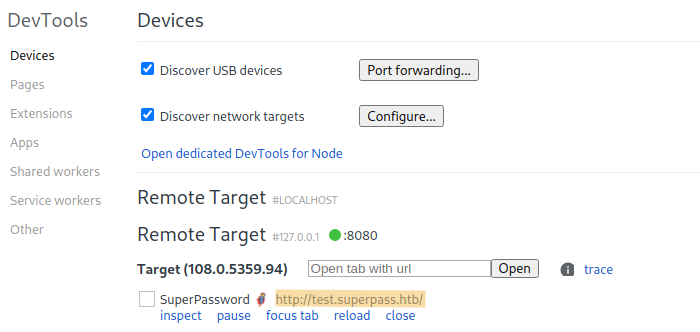 DevTools
Devices
Pages
Extensions
Apps
Shared workers
Service workers
Other
Devices
Discover USB devices
Port forwarding...
Discover network targets
Configure...
Open dedicated DevTools for Node
Remote Target #LOCALHOST
Remote Target #127.0.0.1 :8080
Target (108.0.5359.94) Open tab with url Open trace
SuperPassword 🦸 http://test.superpass.htb/
inspect pause focus tab reload close